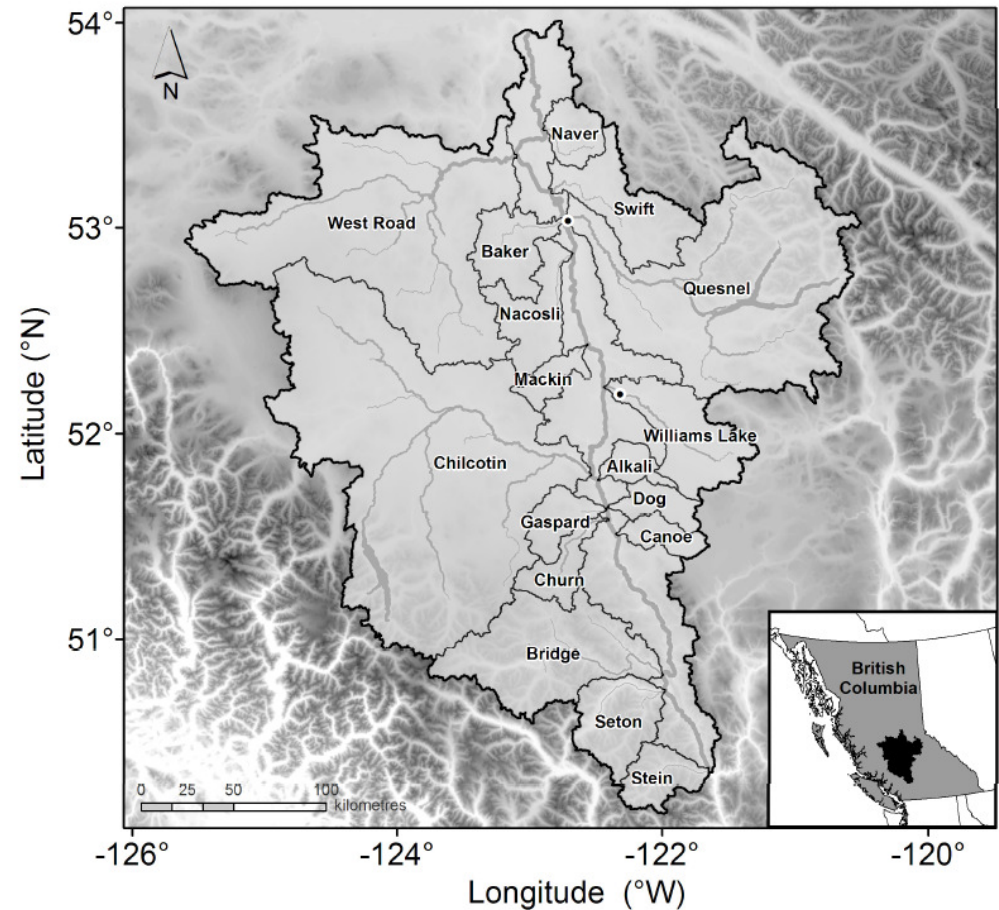 54°
53°
52°
51°
Latitude (°N)
N
Naver
West Road
Swift
Baker
Quesnel
Nacosli
Mackin
Williams Lake
Chilcotin
Alkali
Dog
Gaspard
Canoe
Churn
Bridge
Seton
Stein
British
Columbia
0 25 50 100
kilometres
-126° -124° -122° -120°
Longitude (°W)